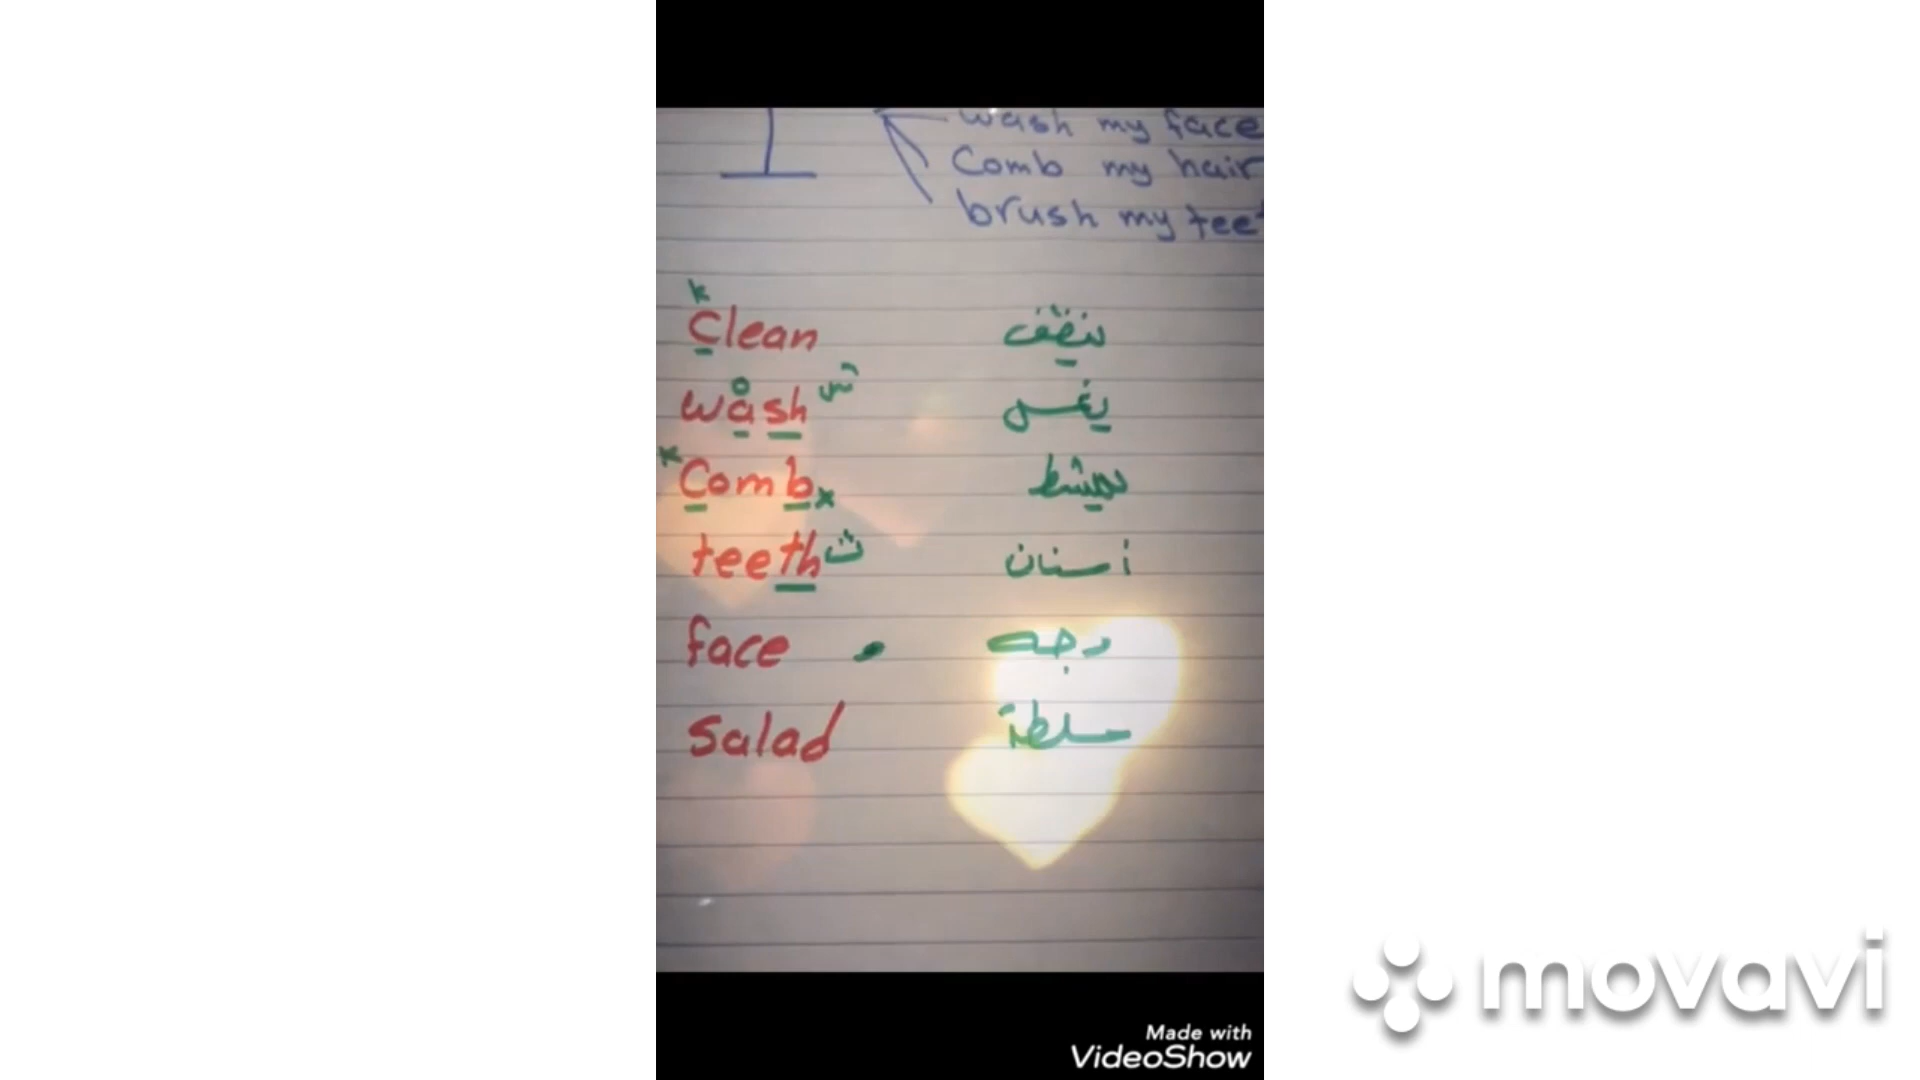 wash my face
Comb my hair
brush my teet
k
Clean ينظف
o ش
wash يغسل
k
Comb x يمشط
teeth ث أسنان
face وجه
Salad سلطة
Made with
VideoShow
movavi